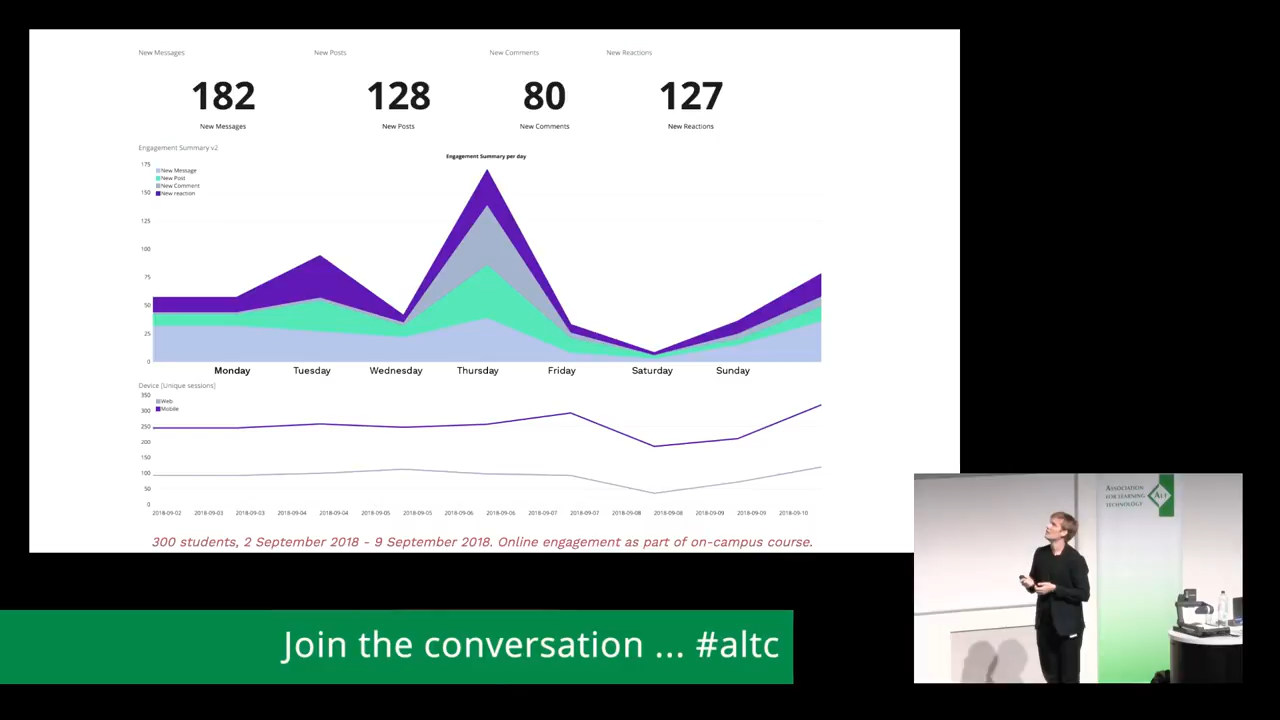 New Messages New Posts New Comments New Reactions
182 128 80 127
New Messages New Posts New Comments New Reactions
Engagement Summary v2
Engagement Summary per day
175
New Message
New Post
New Comment
150 New reaction
125
100
75
50
25
0
Monday Tuesday Wednesday Thursday Friday Saturday Sunday
Device [Unique sessions]
350
Web
Mobile
300
250
200
150
100
50
0
2018-09-02 2018-09-03 2018-09-03 2018-09-04 2018-09-04 2018-09-05 2018-09-05 2018-09-06 2018-09-06 2018-09-07 2018-09-07 2018-09-08 2018-09-08 2018-09-09 2018-09-09 2018-09-10
300 students, 2 September 2018 - 9 September 2018. Online engagement as part of on-campus course.
ASSOCIATION
FOR LEARNING
TECHNOLOGY
ALT
Join the conversation ... #altc